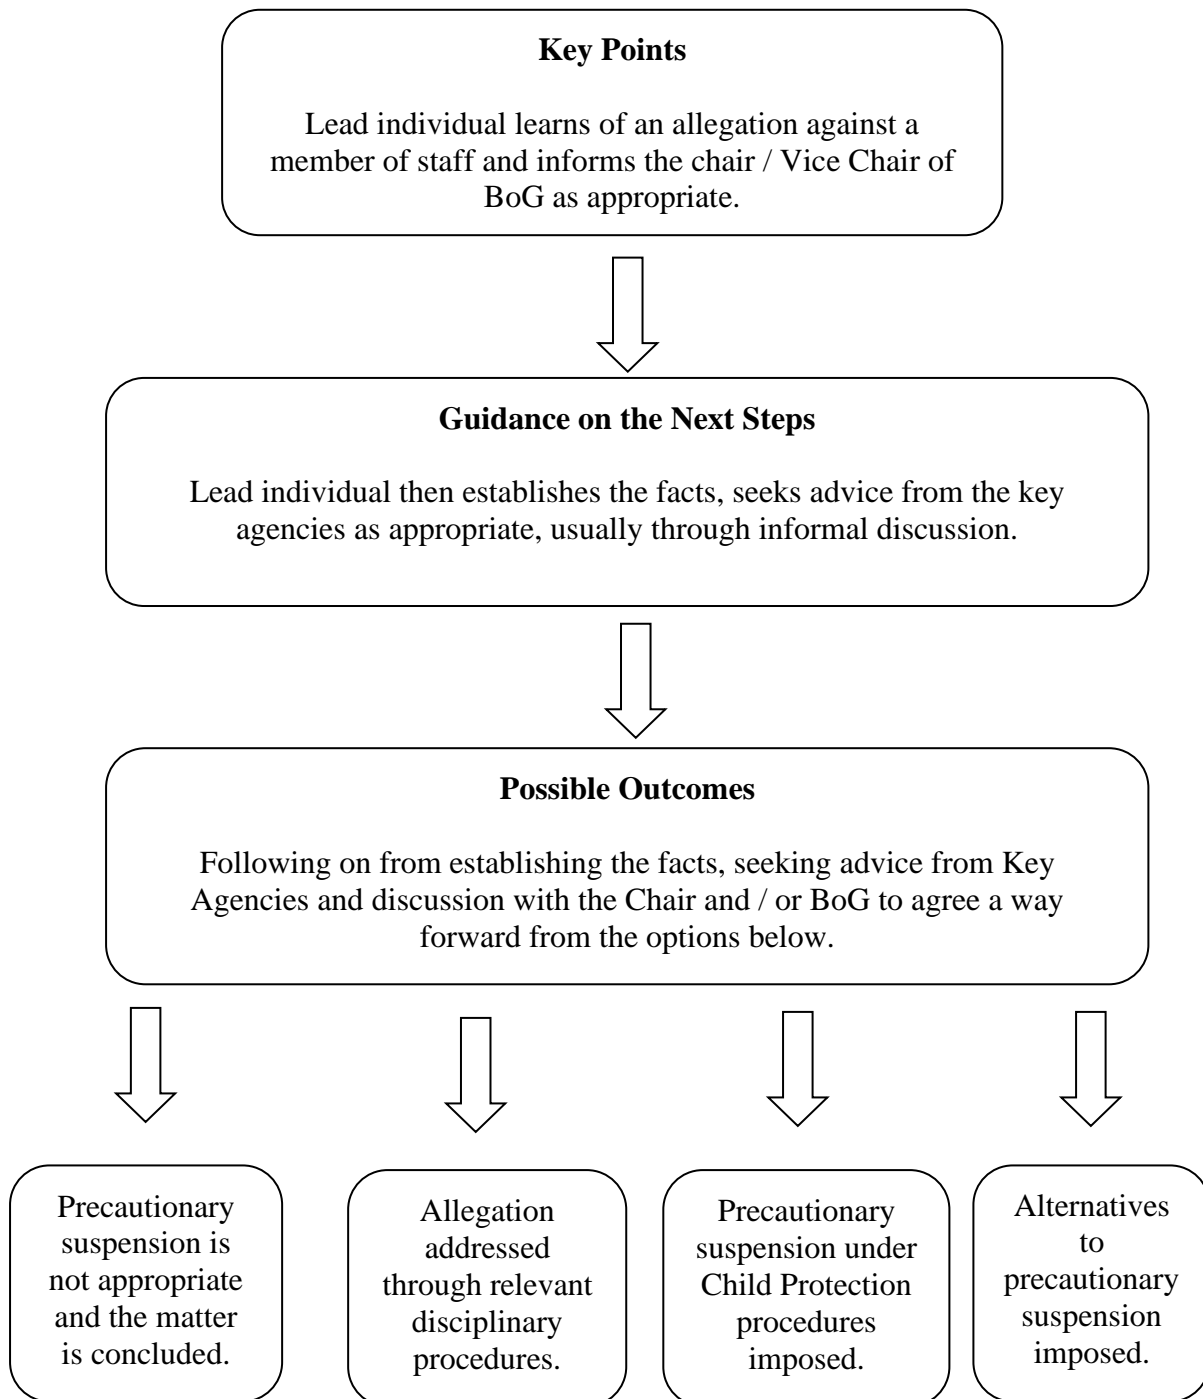 Key Points
Lead individual learns of an allegation against a
member of staff and informs the chair / Vice Chair of
BoG as appropriate.
Guidance on the Next Steps
Lead individual then establishes the facts, seeks advice from the key
agencies as appropriate, usually through informal discussion.
Possible Outcomes
Following on from establishing the facts, seeking advice from Key
Agencies and discussion with the Chair and / or BoG to agree a way
forward from the options below.
Precautionary
suspension is
not appropriate
and the matter
is concluded.
Allegation
addressed
through relevant
disciplinary
procedures.
Precautionary
suspension under
Child Protection
procedures
imposed.
Alternatives
to
precautionary
suspension
imposed.